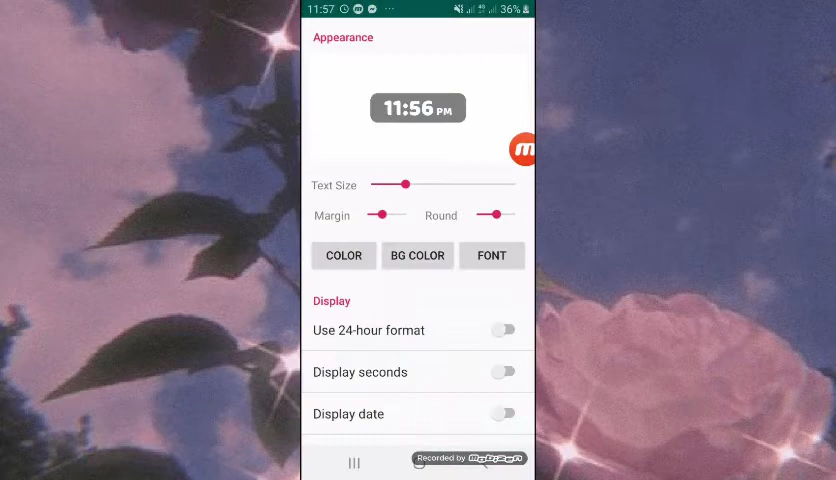 11:57 36%
Appearance
11:56 PM
m
Text Size
Margin Round
COLOR BG COLOR FONT
Display
Use 24-hour format
Display seconds
Display date
Recorded by mobizen